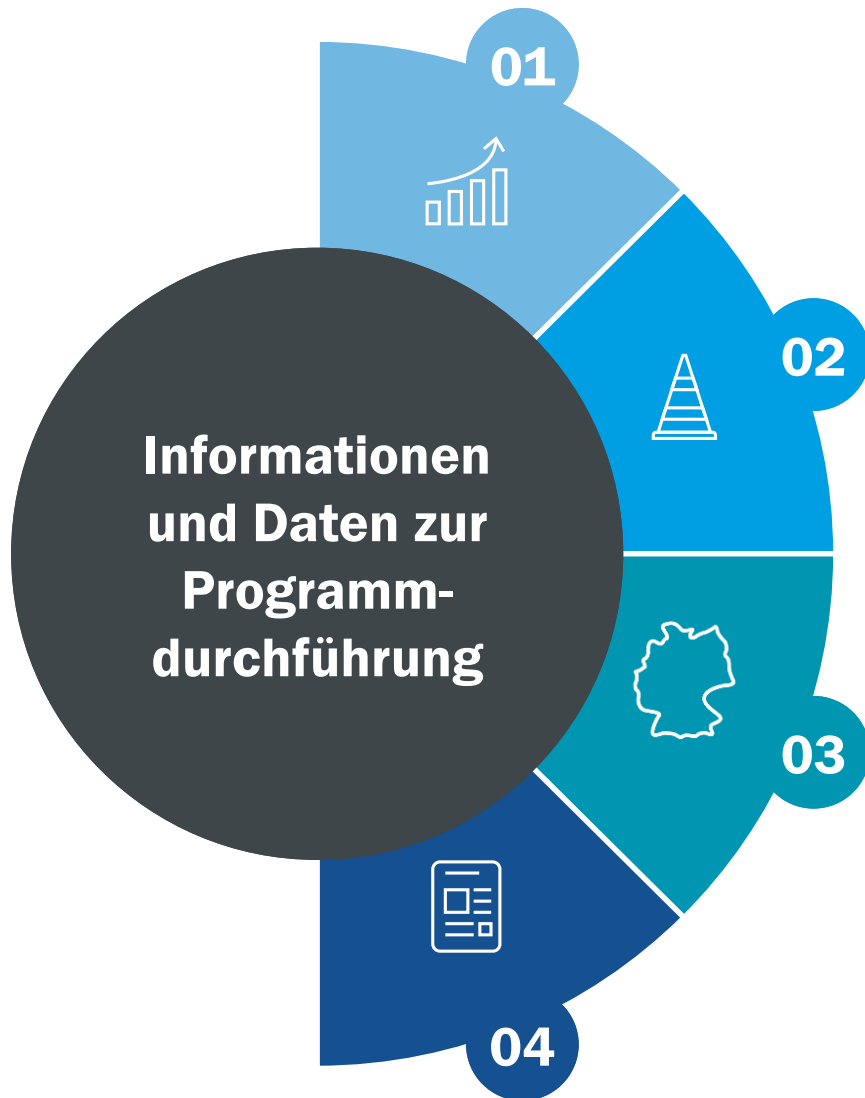 01
02
Informationen
und Daten zur
Programm-
durchführung
03
04